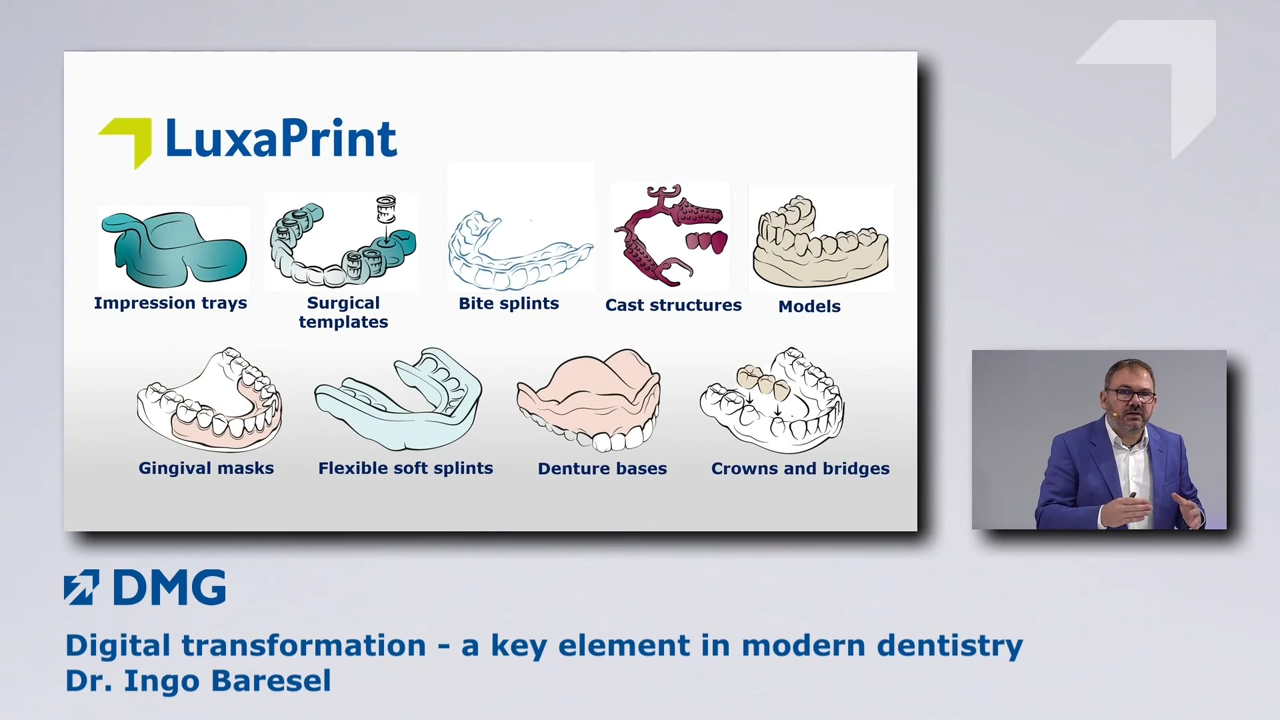 LuxaPrint
Impression trays
Surgical
templates
Bite splints
Cast structures
Models
Gingival masks
Flexible soft splints
Denture bases
Crowns and bridges
DMG
Digital transformation - a key element in modern dentistry
Dr. Ingo Baresel